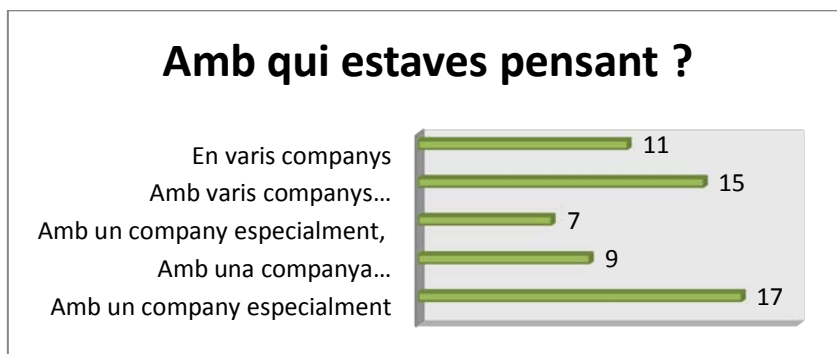 Amb qui estaves pensant ?
En varis companys
11
Amb varis companys…
15
Amb un company especialment,
7
Amb una companya…
9
Amb un company especialment
17